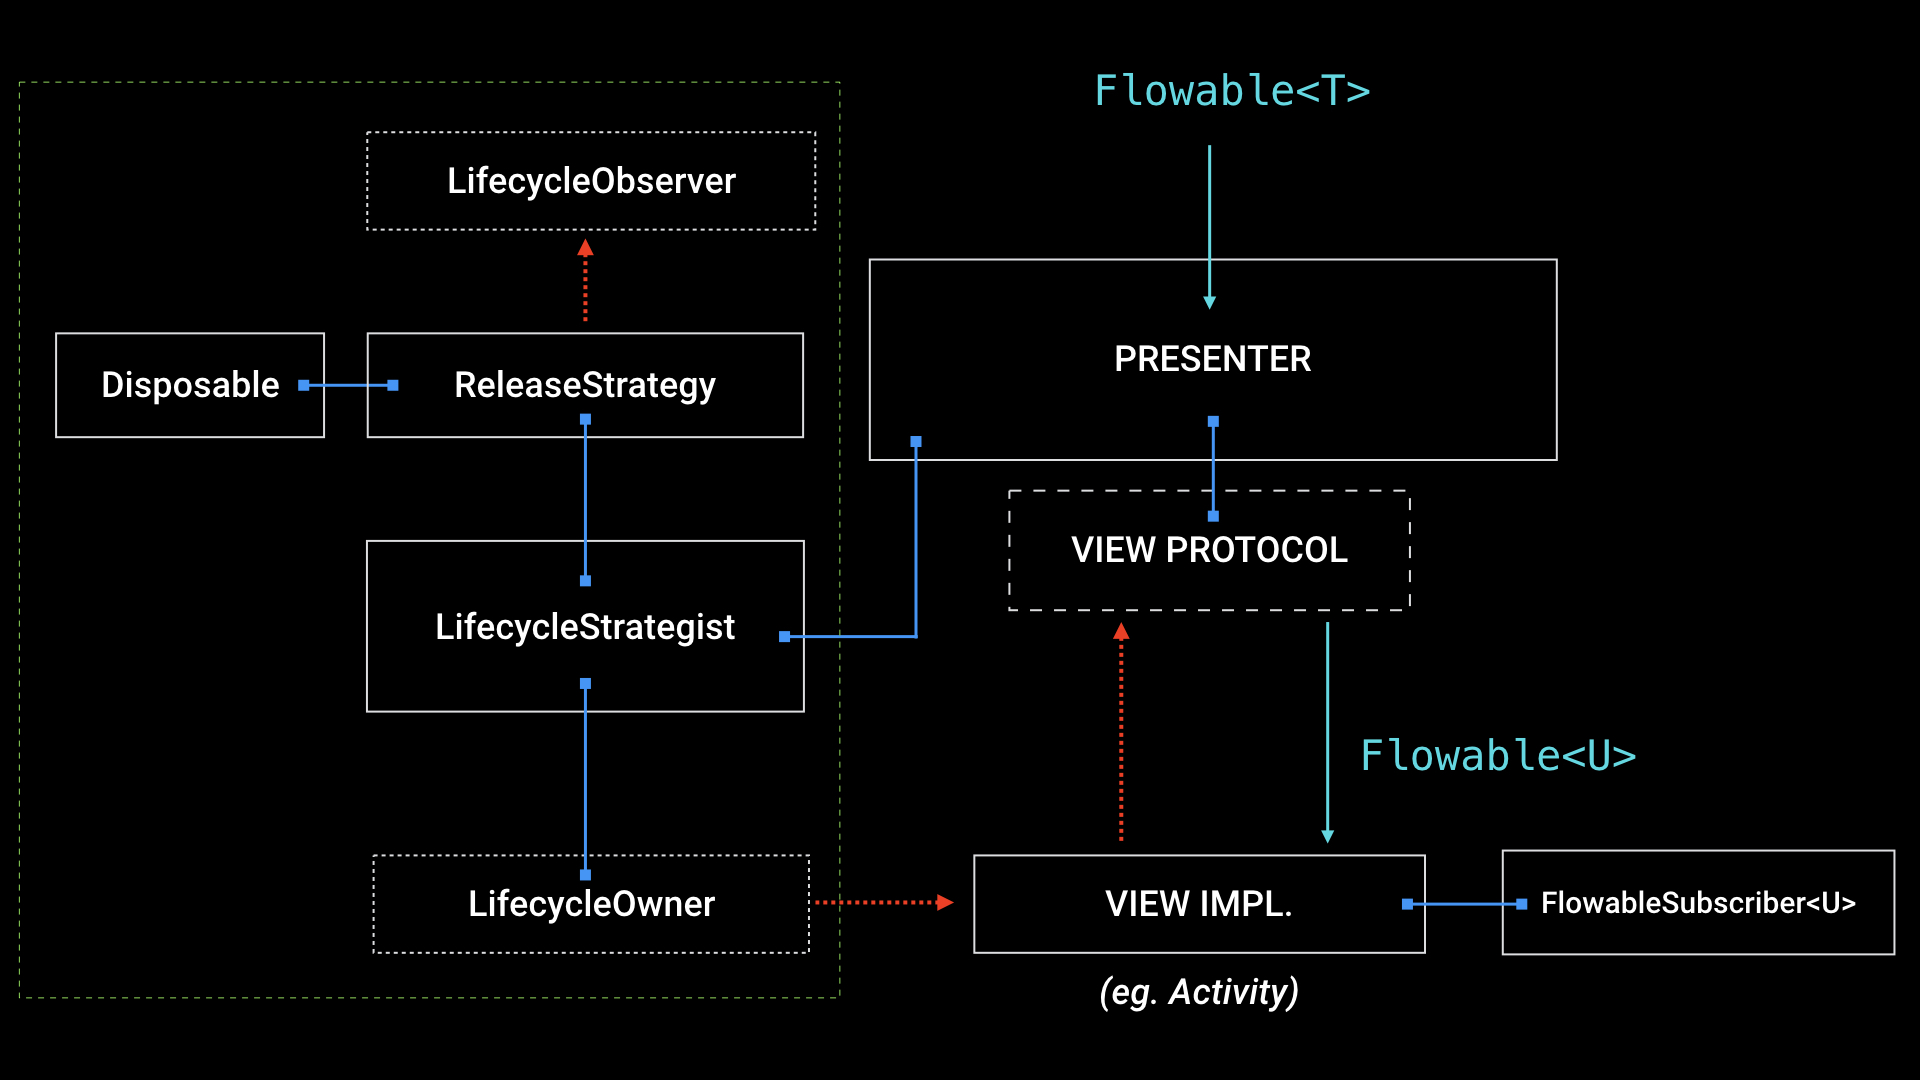 Flowable<T>
LifecycleObserver
PRESENTER
Disposable
ReleaseStrategy
VIEW PROTOCOL
LifecycleStrategist
Flowable<U>
LifecycleOwner
VIEW IMPL.
FlowableSubscriber<U>
(eg. Activity)